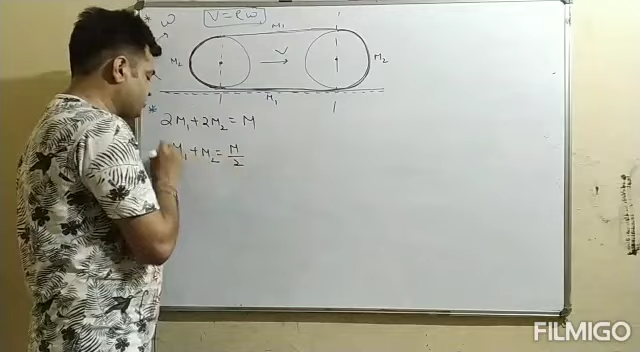 * ω V = Rω
M₁
M₂ V M₂
M₁
* 2M₁ + 2M₂ = M
M₁ + M₂ = M/2
FILMIGO